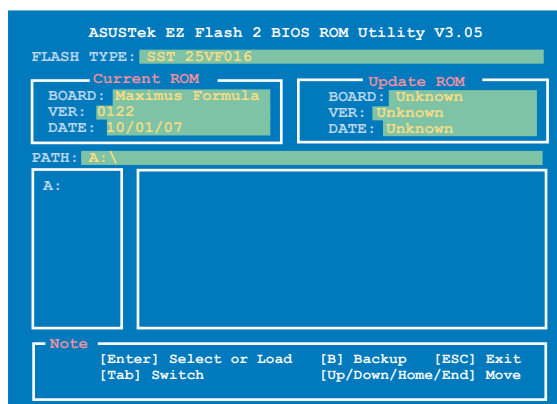 ASUSTek EZ Flash 2 BIOS ROM Utility V3.05
FLASH TYPE: SST 25VF016
Current ROM
BOARD: Maximus Formula
VER: 0122
DATE: 10/01/07
Update ROM
BOARD: Unknown
VER: Unknown
DATE: Unknown
PATH: A:\
A:
Note
[Enter] Select or Load [B] Backup [ESC] Exit
[Tab] Switch [Up/Down/Home/End] Move